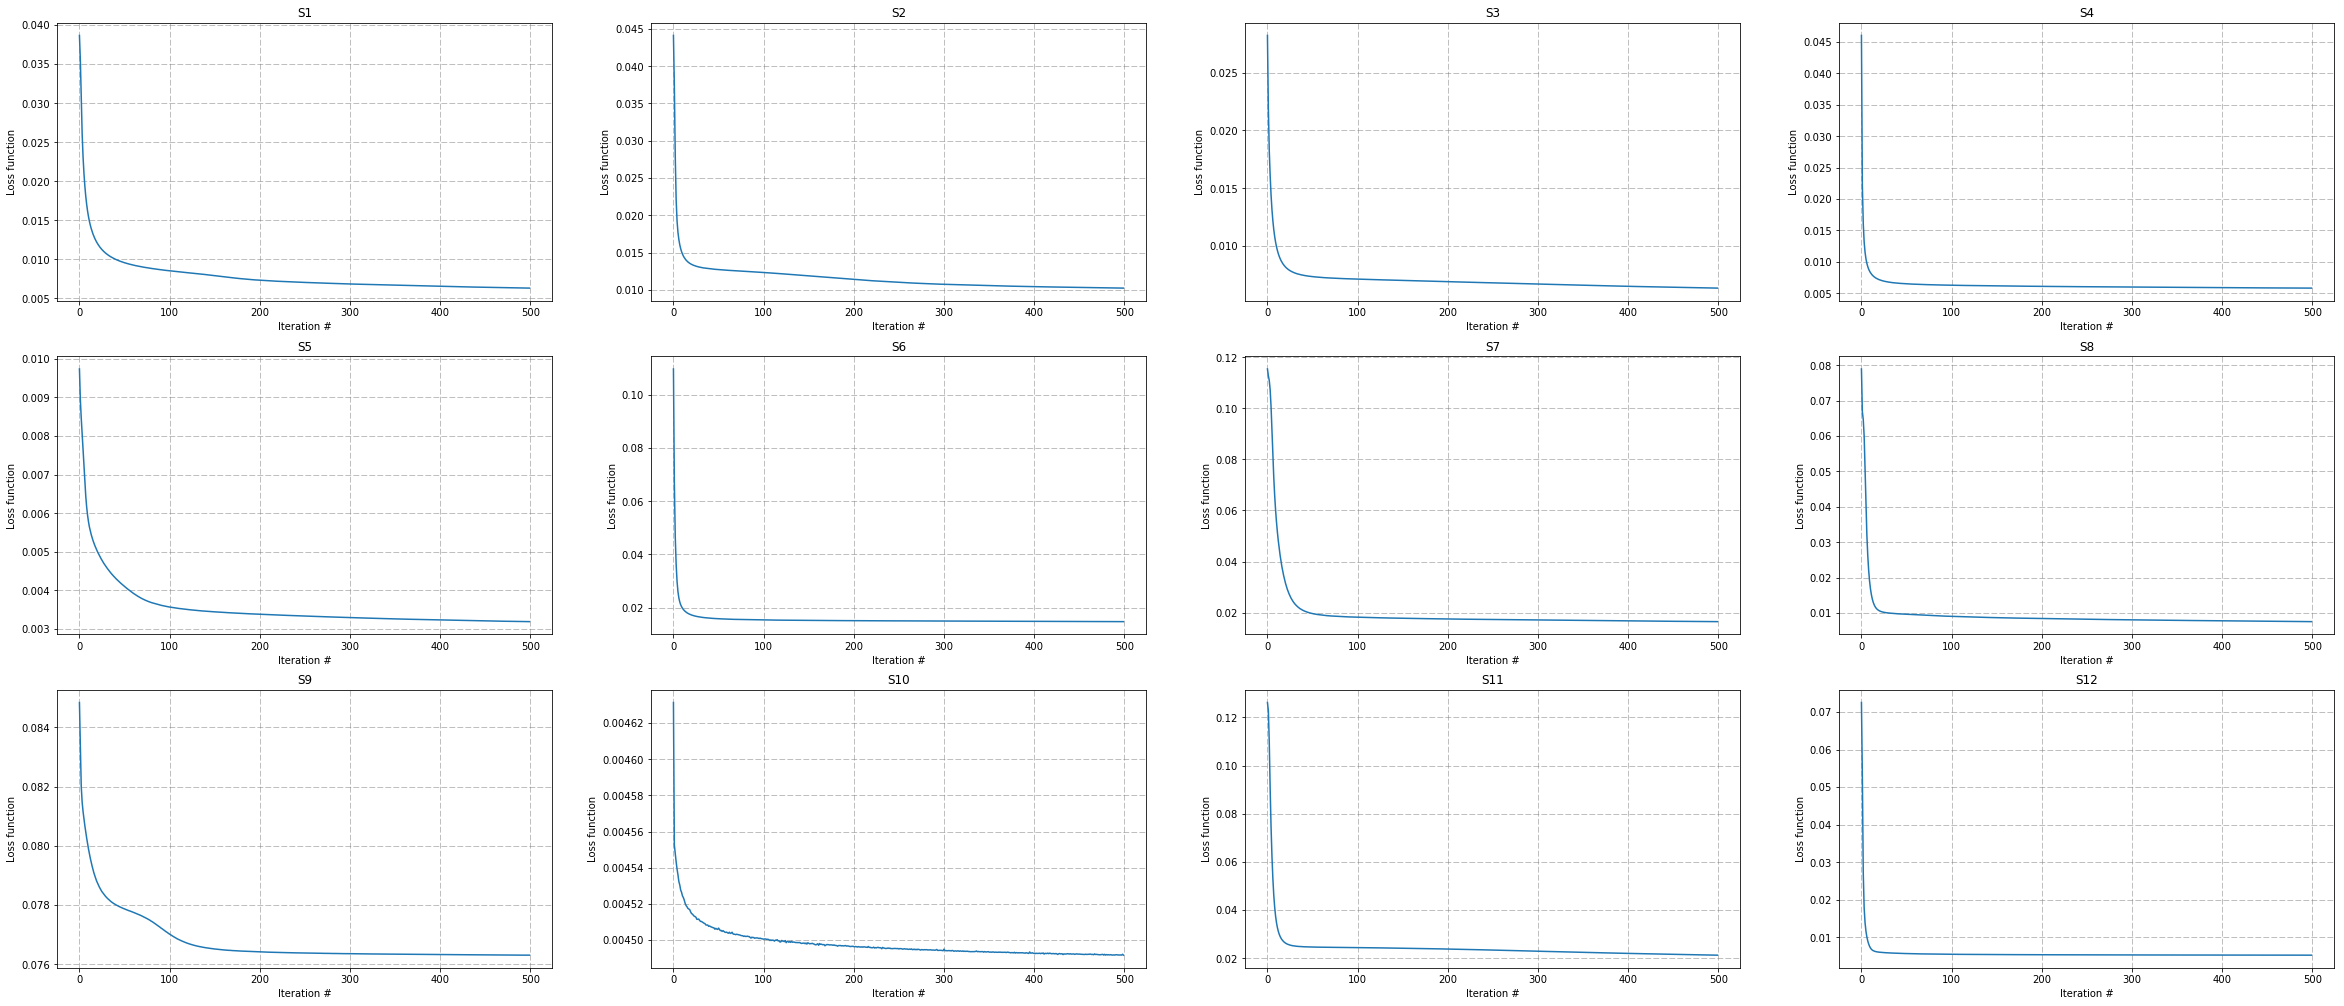 S1
0.040
0.035
0.030
0.025
0.020
0.015
0.010
0.005
Loss function
0 100 200 300 400 500
Iteration #
S2
0.045
0.040
0.035
0.030
0.025
0.020
0.015
0.010
Loss function
0 100 200 300 400 500
Iteration #
S3
0.025
0.020
0.015
0.010
Loss function
0 100 200 300 400 500
Iteration #
S4
0.045
0.040
0.035
0.030
0.025
0.020
0.015
0.010
0.005
Loss function
0 100 200 300 400 500
Iteration #
S5
0.010
0.009
0.008
0.007
0.006
0.005
0.004
0.003
Loss function
0 100 200 300 400 500
Iteration #
S6
0.10
0.08
0.06
0.04
0.02
Loss function
0 100 200 300 400 500
Iteration #
S7
0.12
0.10
0.08
0.06
0.04
0.02
Loss function
0 100 200 300 400 500
Iteration #
S8
0.08
0.07
0.06
0.05
0.04
0.03
0.02
0.01
Loss function
0 100 200 300 400 500
Iteration #
S9
0.084
0.082
0.080
0.078
0.076
Loss function
0 100 200 300 400 500
Iteration #
S10
0.00462
0.00460
0.00458
0.00456
0.00454
0.00452
0.00450
Loss function
0 100 200 300 400 500
Iteration #
S11
0.12
0.10
0.08
0.06
0.04
0.02
Loss function
0 100 200 300 400 500
Iteration #
S12
0.07
0.06
0.05
0.04
0.03
0.02
0.01
Loss function
0 100 200 300 400 500
Iteration #